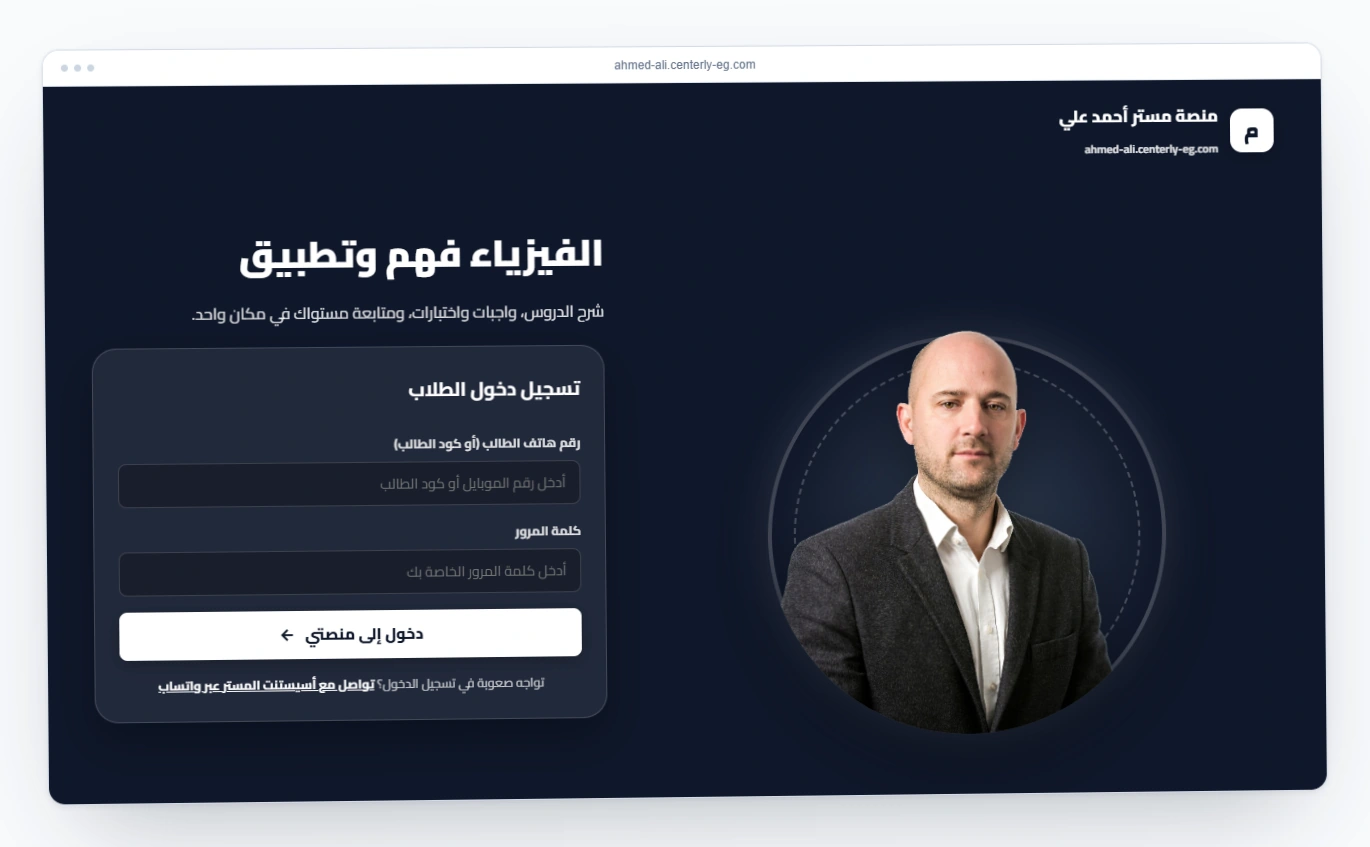 ahmed-ali.centerly-eg.com
م
منصة مستر أحمد علي
ahmed-ali.centerly-eg.com
الفيزياء فهم وتطبيق
شرح الدروس، واجبات واختبارات، ومتابعة مستواك في مكان واحد.
تسجيل دخول الطلاب
رقم هاتف الطالب (أو كود الطالب)
أدخل رقم الموبايل أو كود الطالب
كلمة المرور
أدخل كلمة المرور الخاصة بك
دخول إلى منصتي ←
تواجه صعوبة في تسجيل الدخول؟ تواصل مع أسيستنت المستر عبر واتساب